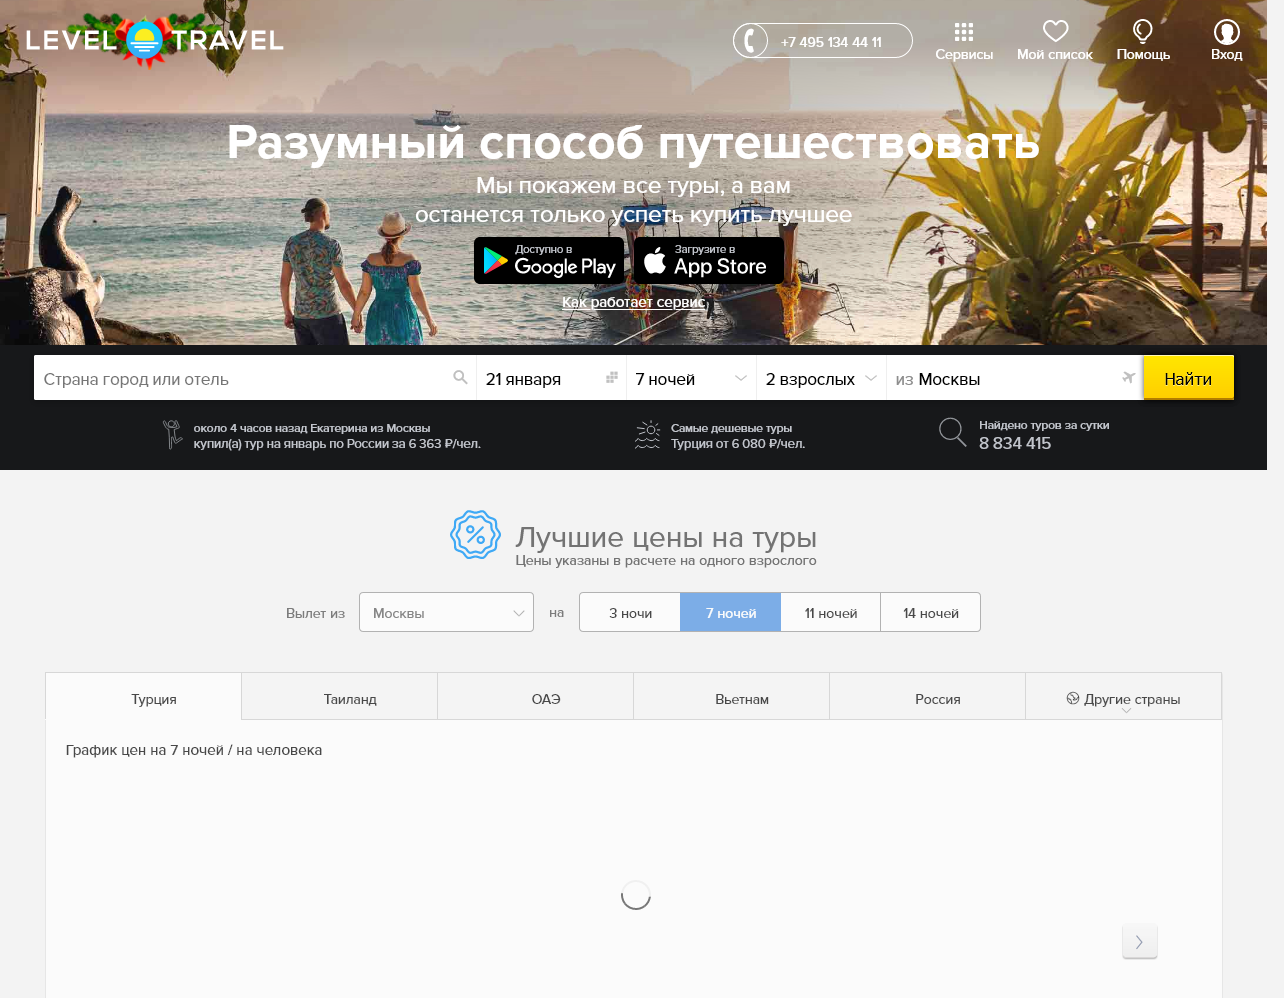 LEVEL TRAVEL
+7 495 134 44 11
Сервисы
Мой список
Помощь
Вход
Разумный способ путешествовать
Мы покажем все туры, а вам
останется только успеть купить лучшее
Доступно в
Google Play
Загрузите в
App Store
Как работает сервис
Страна город или отель
21 января
7 ночей
2 взрослых
из Москвы
Найти
около 4 часов назад Екатерина из Москвы
купил(а) тур на январь по России за 6 363 ₽/чел.
Самые дешевые туры
Турция от 6 080 ₽/чел.
Найдено туров за сутки
8 834 415
Лучшие цены на туры
Цены указаны в расчете на одного взрослого
Вылет из
Москвы
на
3 ночи
7 ночей
11 ночей
14 ночей
Турция
Таиланд
ОАЭ
Вьетнам
Россия
Другие страны
График цен на 7 ночей / на человека